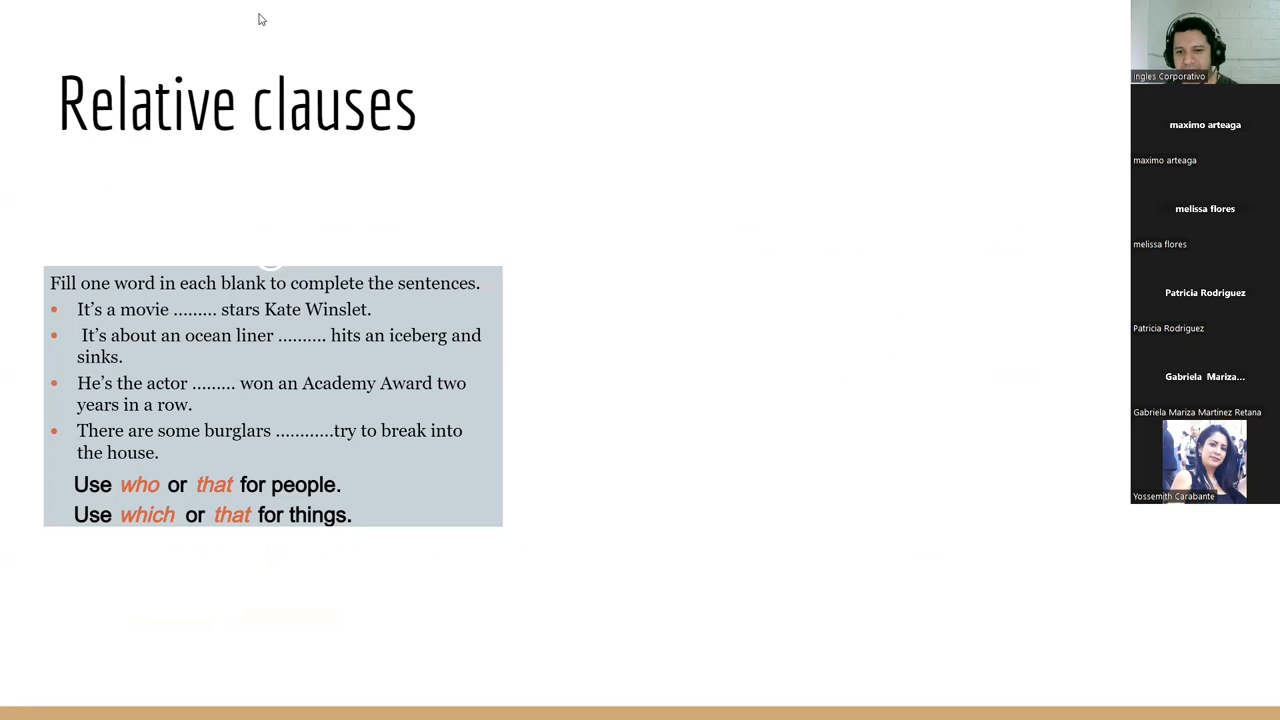 Relative clauses
Fill one word in each blank to complete the sentences.
• It’s a movie ......... stars Kate Winslet.
• It’s about an ocean liner .......... hits an iceberg and
sinks.
• He’s the actor ......... won an Academy Award two
years in a row.
• There are some burglars ............try to break into
the house.
Use who or that for people.
Use which or that for things.
Ingles Corporativo
maximo arteaga
maximo arteaga
melissa flores
melissa flores
Patricia Rodriguez
Patricia Rodriguez
Gabriela Mariza...
Gabriela Mariza Martinez Retana
Yossemith Carabante